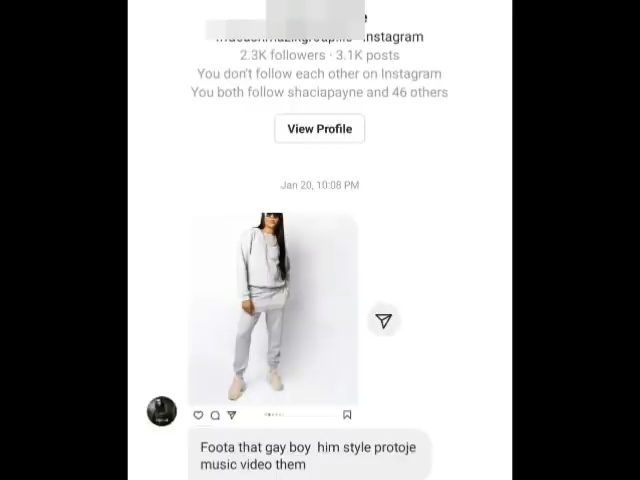 Instagram
2.3K followers · 3.1K posts
You don't follow each other on Instagram
You both follow shaciapayne and 46 others
View Profile
Jan 20, 10:08 PM
Foota that gay boy him style protoje
music video them